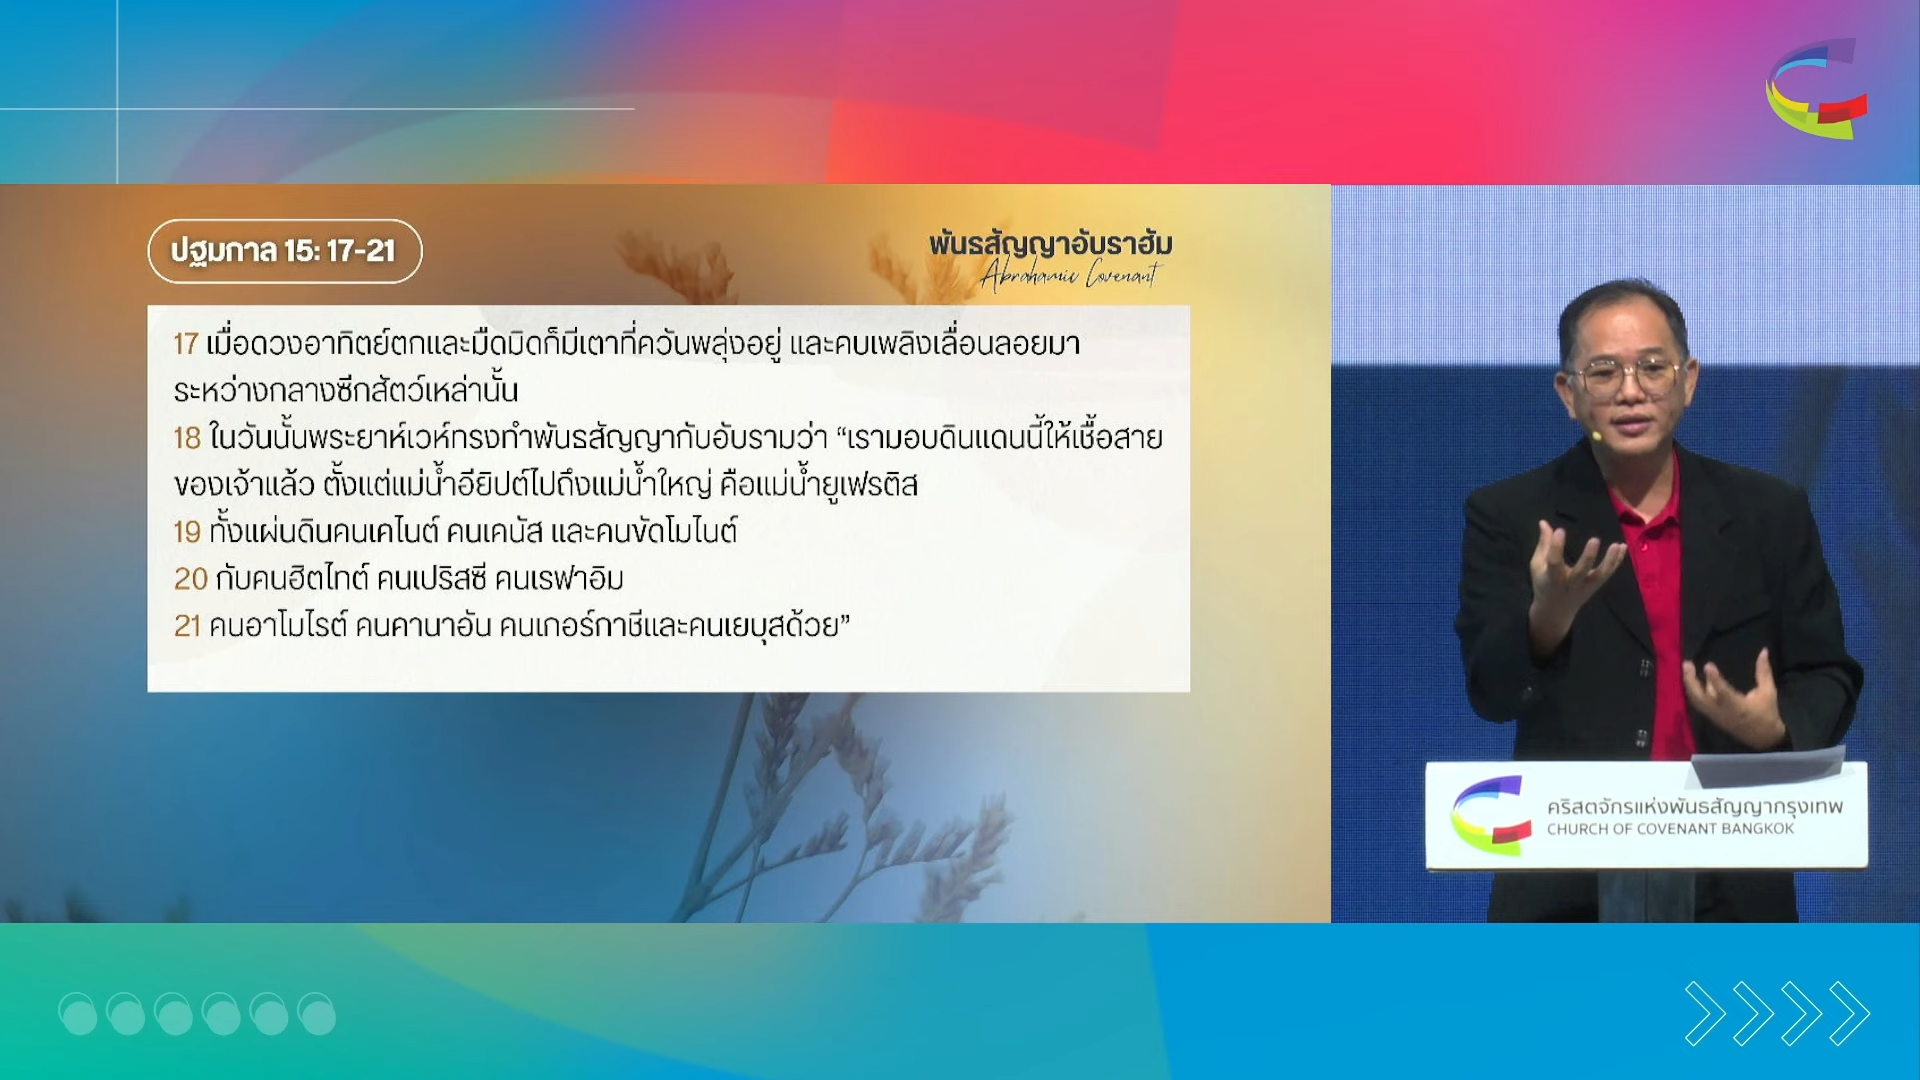 ปฐมกาล 15: 17-21
พันธสัญญาอับราฮัม
Abrahamic Covenant
17 เมื่อดวงอาทิตย์ตกและมืดมิดก็มีเตาที่ควันพลุ่งอยู่ และคบเพลิงเลื่อนลอยมา
ระหว่างกลางซีกสัตว์เหล่านั้น
18 ในวันนั้นพระยาห์เวห์ทรงทำพันธสัญญากับอับรามว่า “เรามอบดินแดนนี้ให้เชื้อสาย
ของเจ้าแล้ว ตั้งแต่แม่น้ำอียิปต์ไปถึงแม่น้ำใหญ่ คือแม่น้ำยูเฟรติส
19 ทั้งแผ่นดินคนเคไนต์ คนเคนัส และคนขัดโมไนต์
20 กับคนฮิตไทต์ คนเปริสซี คนเรฟาอิม
21 คนอาโมไรต์ คนคานาอัน คนเกอร์กาชีและคนเยบุสด้วย”
คริสตจักรแห่งพันธสัญญากรุงเทพ
CHURCH OF COVENANT BANGKOK